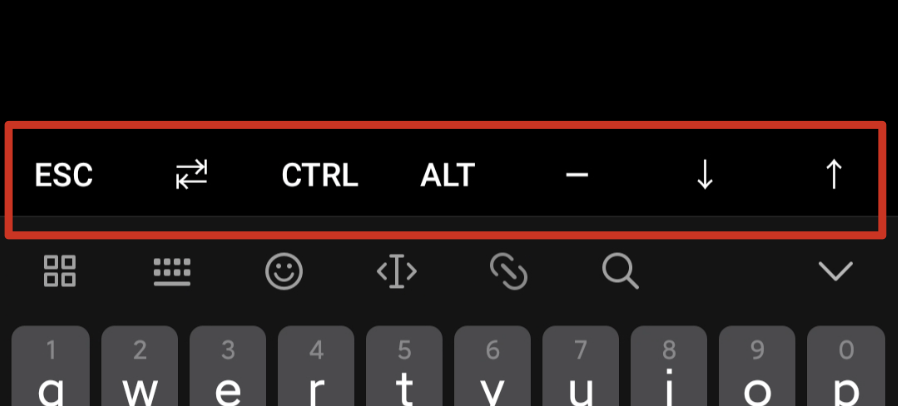 ESC ⇄ CTRL ALT – ↓ ↑
1 2 3 4 5 6 7 8 9 0
q w e r t y u i o p